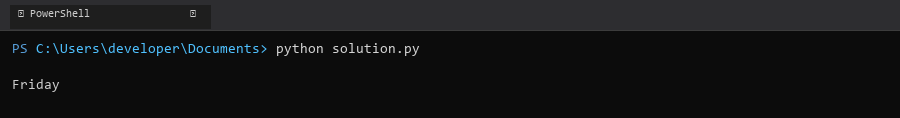 PowerShell
PS C:\Users\developer\Documents> python solution.py
Friday